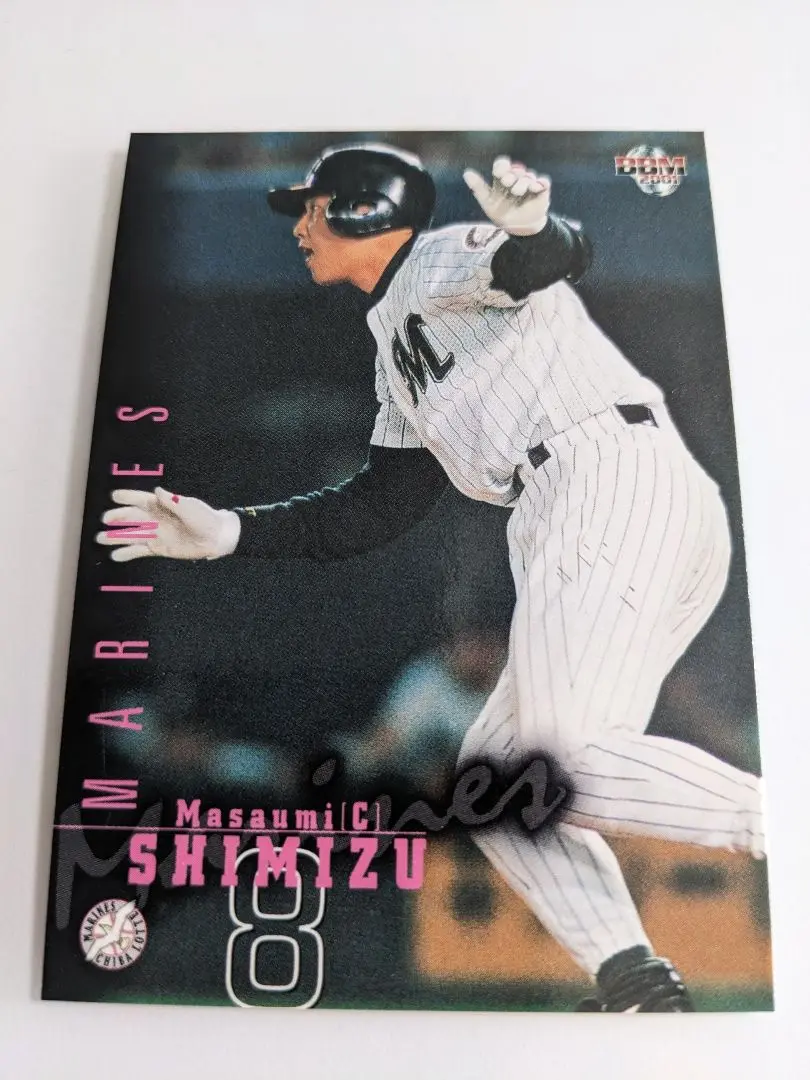 BBM
2001
M
MARINES
Marines
Masaumi(C)
SHIMIZU
8
MARINES
CHIBA LOTTE